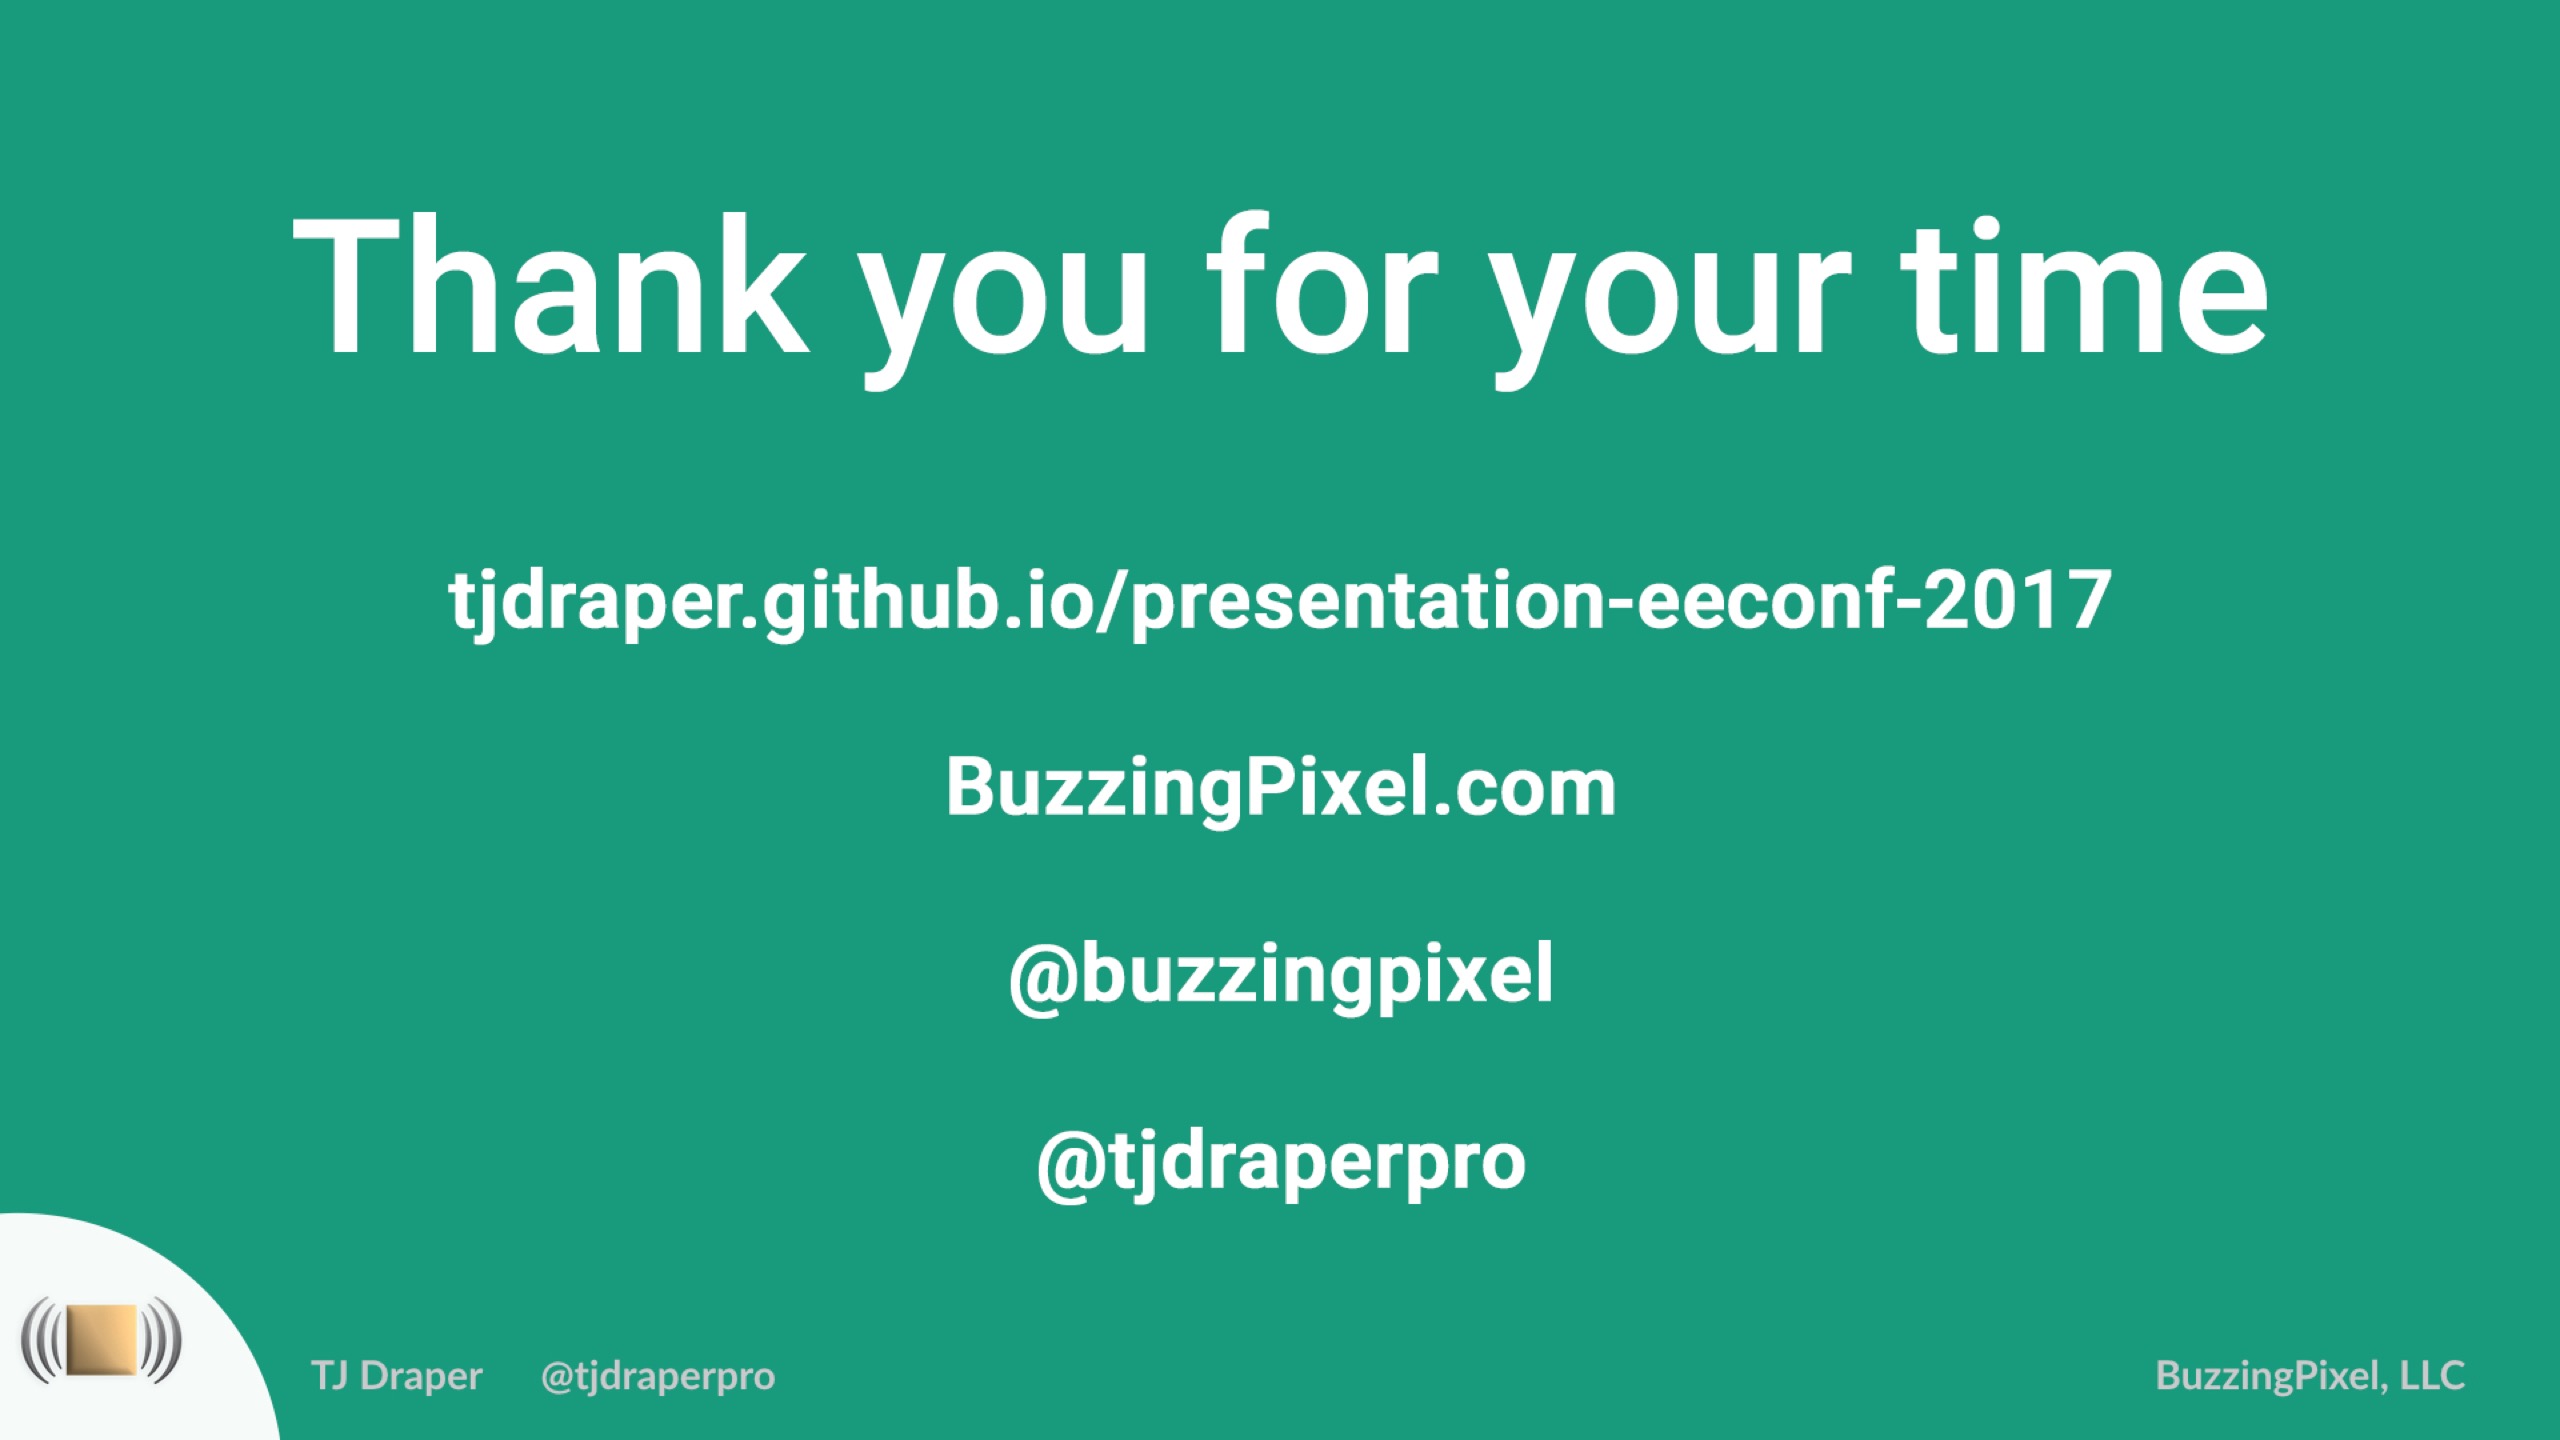 Thank you for your time
tjdraper.github.io/presentation-eeconf-2017
BuzzingPixel.com
@buzzingpixel
@tjdraperpro
TJ Draper @tjdraperpro BuzzingPixel, LLC